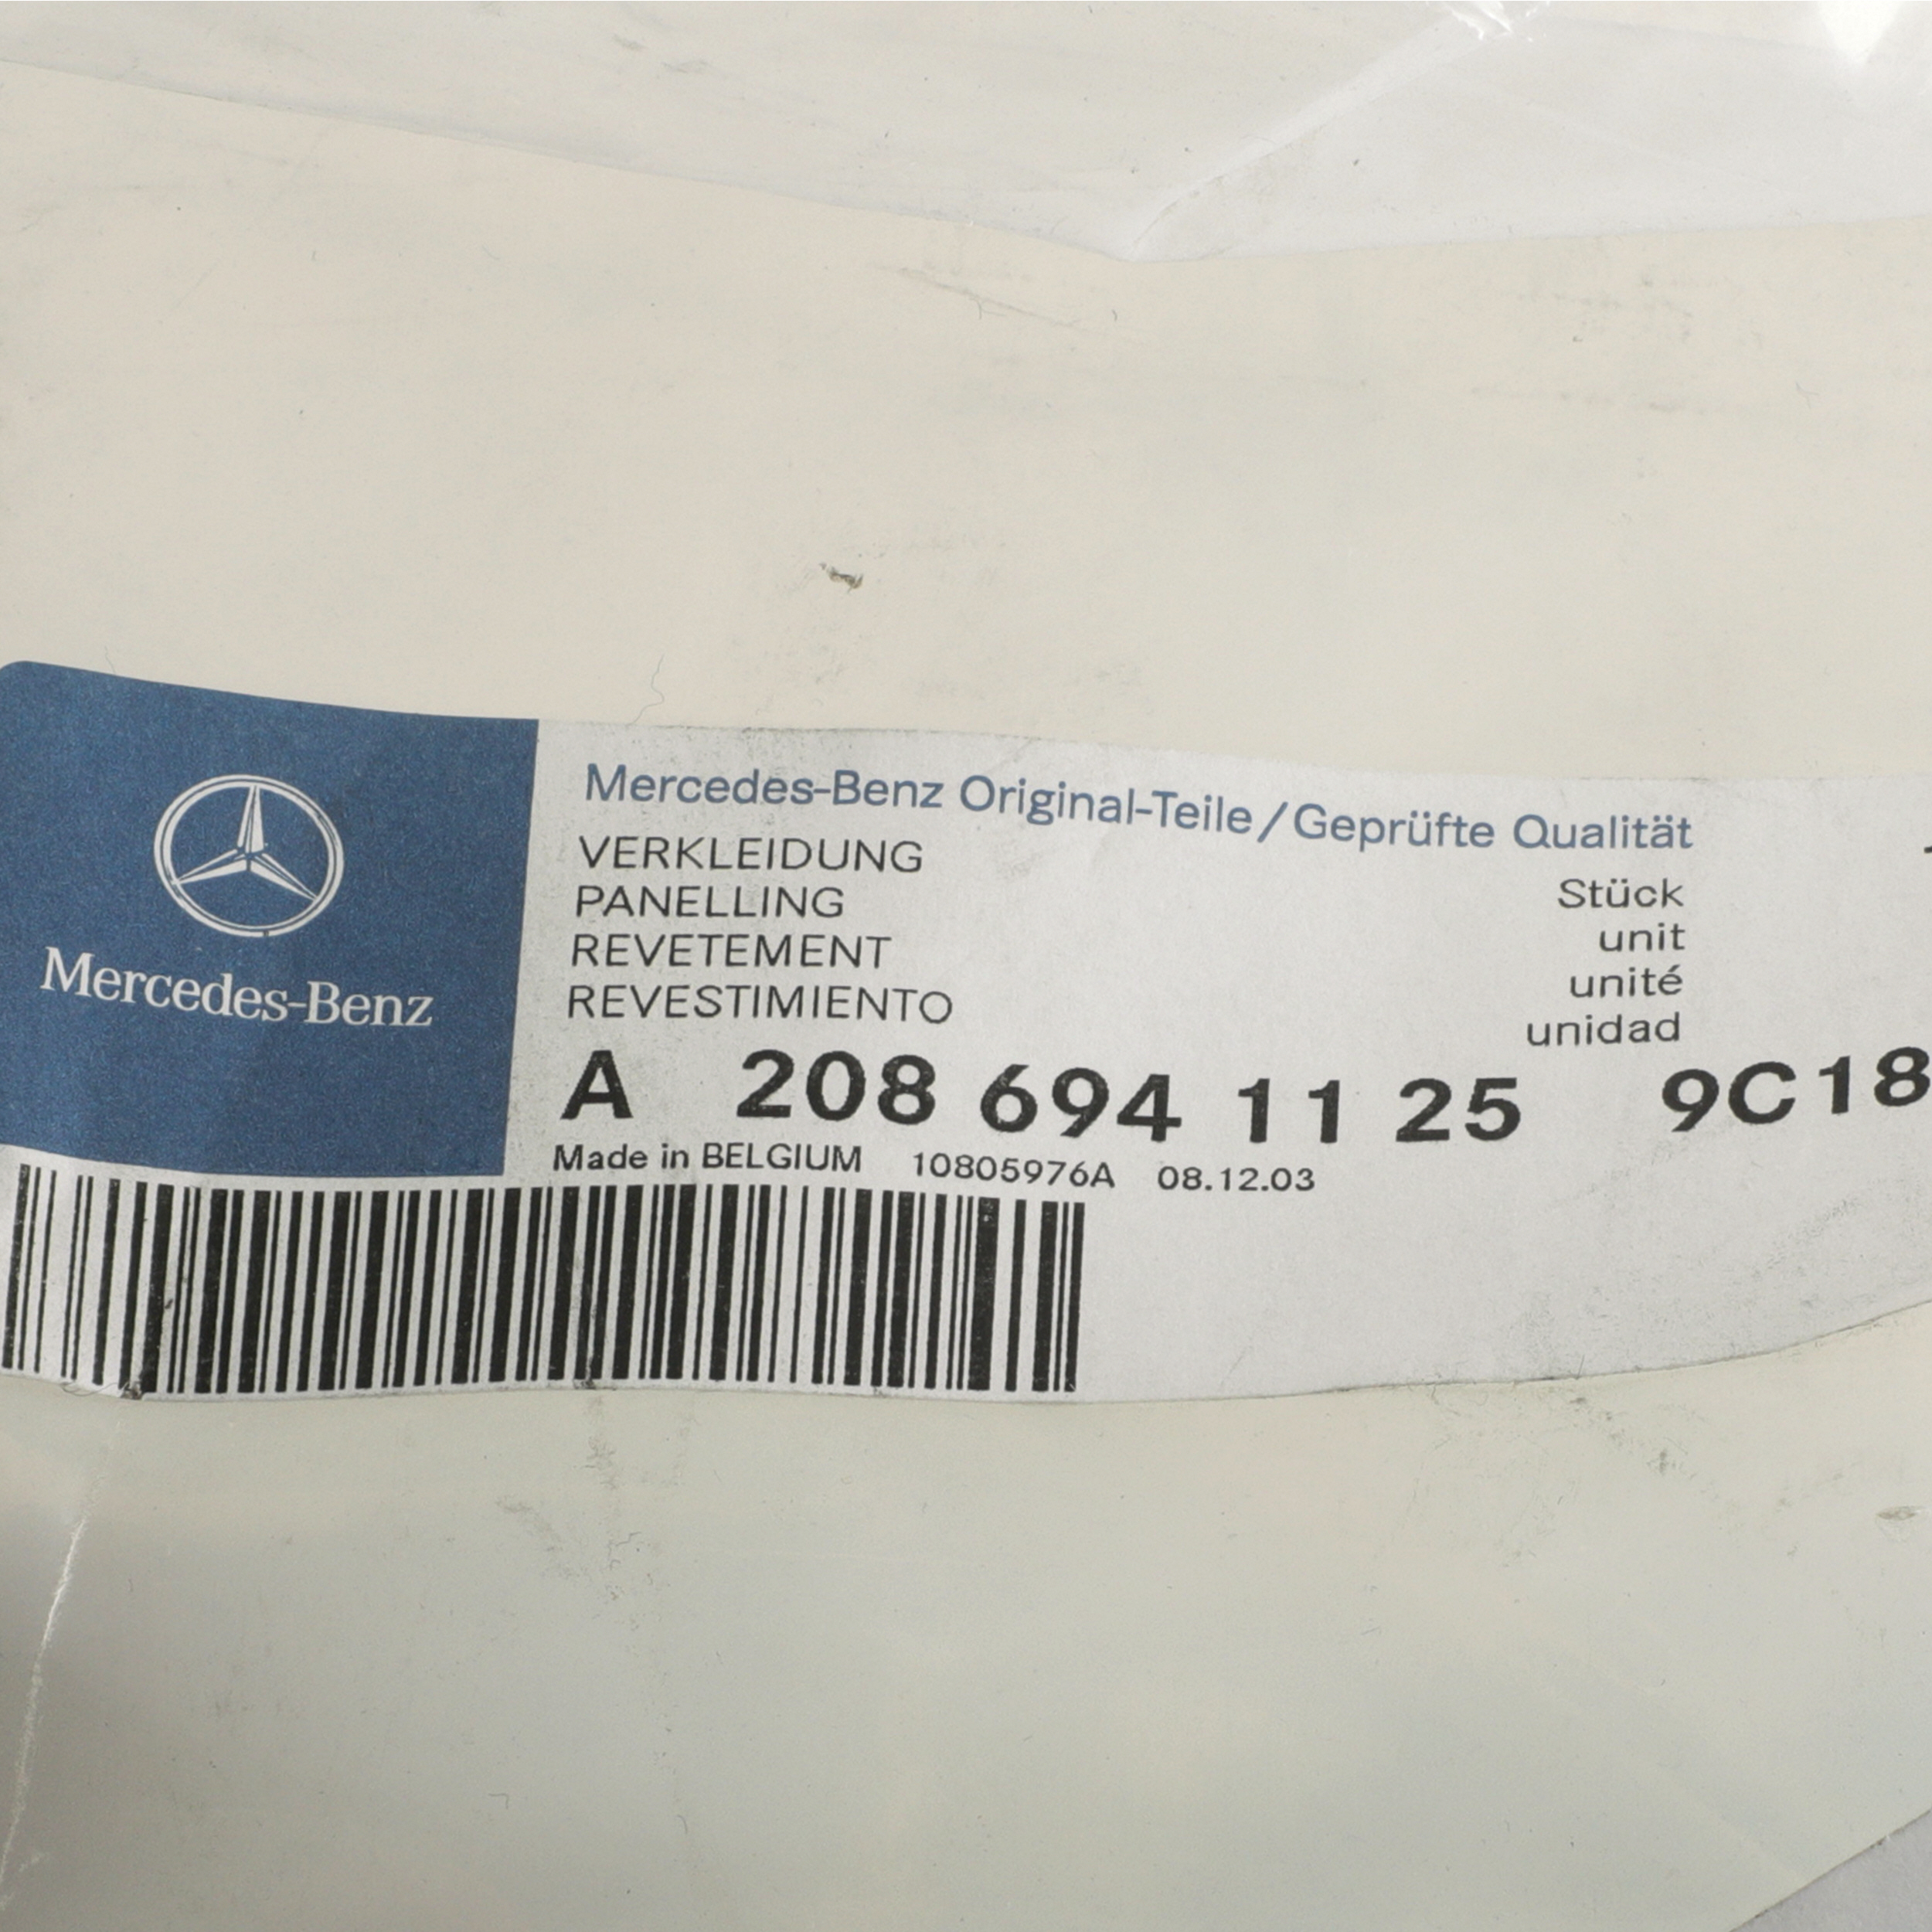 Mercedes-Benz
Mercedes-Benz Original-Teile/Geprüfte Qualität
VERKLEIDUNG
PANELLING
REVETEMENT
REVESTIMIENTO
Stück
unit
unité
unidad
A 208 694 11 25 9C18
Made in BELGIUM 10805976A 08.12.03